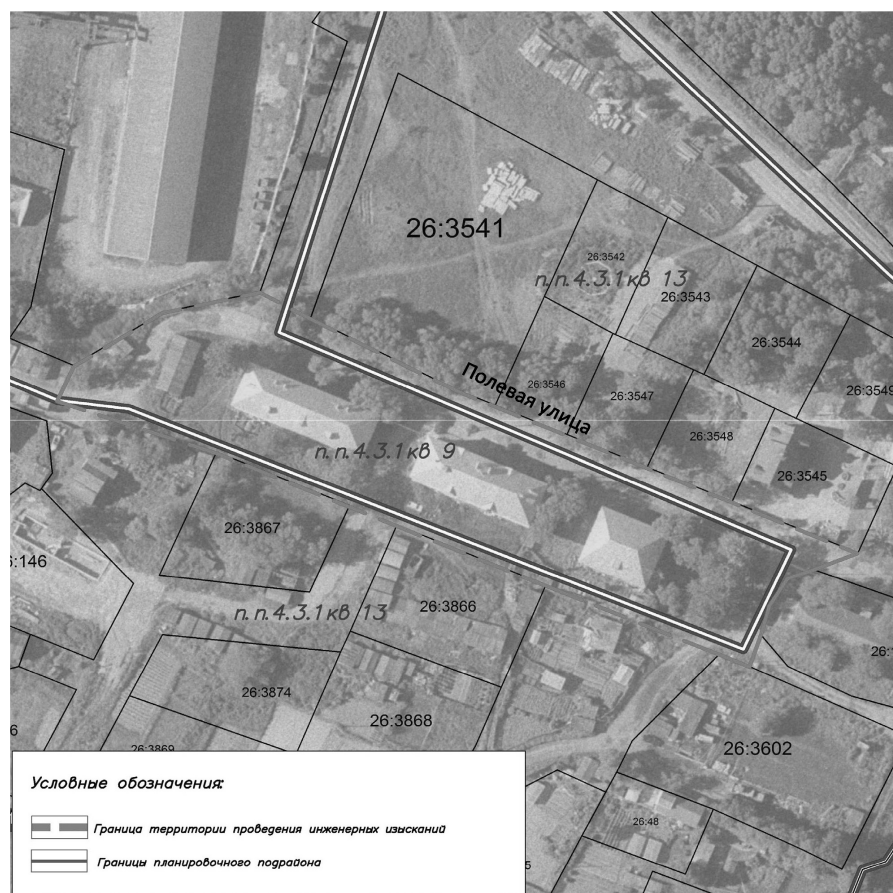 26:3541
26:3542
п.п.4.3.1кв 13
26:3543
26:3544
Полевая улица
26:3546
26:3547
26:3549
26:3548
п.п.4.3.1кв 9
26:3545
26:3867
:146
26:3866
п.п.4.3.1кв 13
26:3874
26:3868
26:3869
26:3602
26:48
Условные обозначения:
Граница территории проведения инженерных изысканий
Границы планировочного подрайона